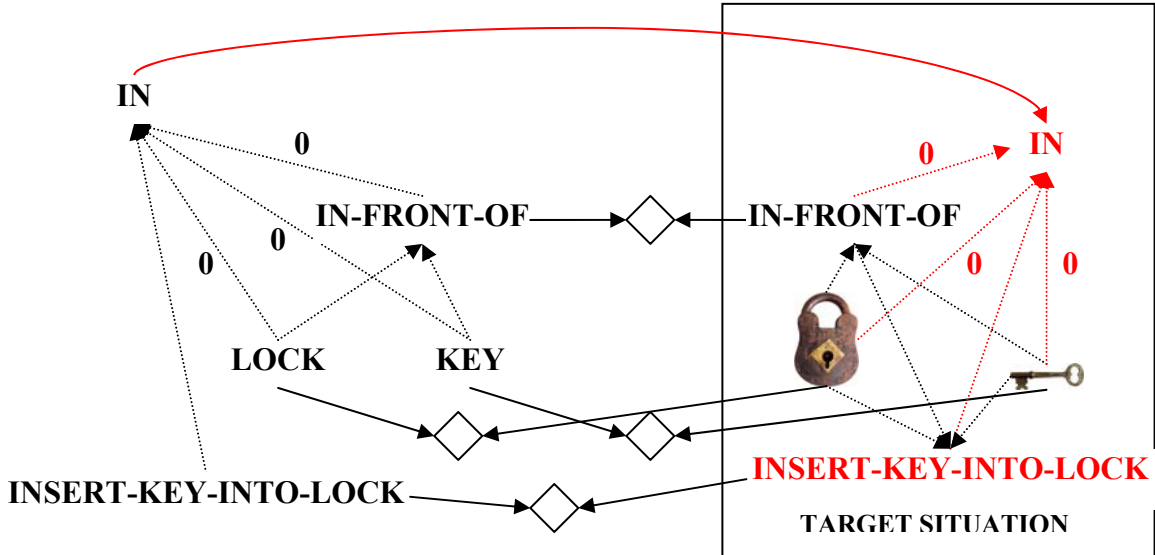 IN
0
IN
0
IN-FRONT-OF
IN-FRONT-OF
0
0
0
0
LOCK
KEY
INSERT-KEY-INTO-LOCK
INSERT-KEY-INTO-LOCK
TARGET SITUATION